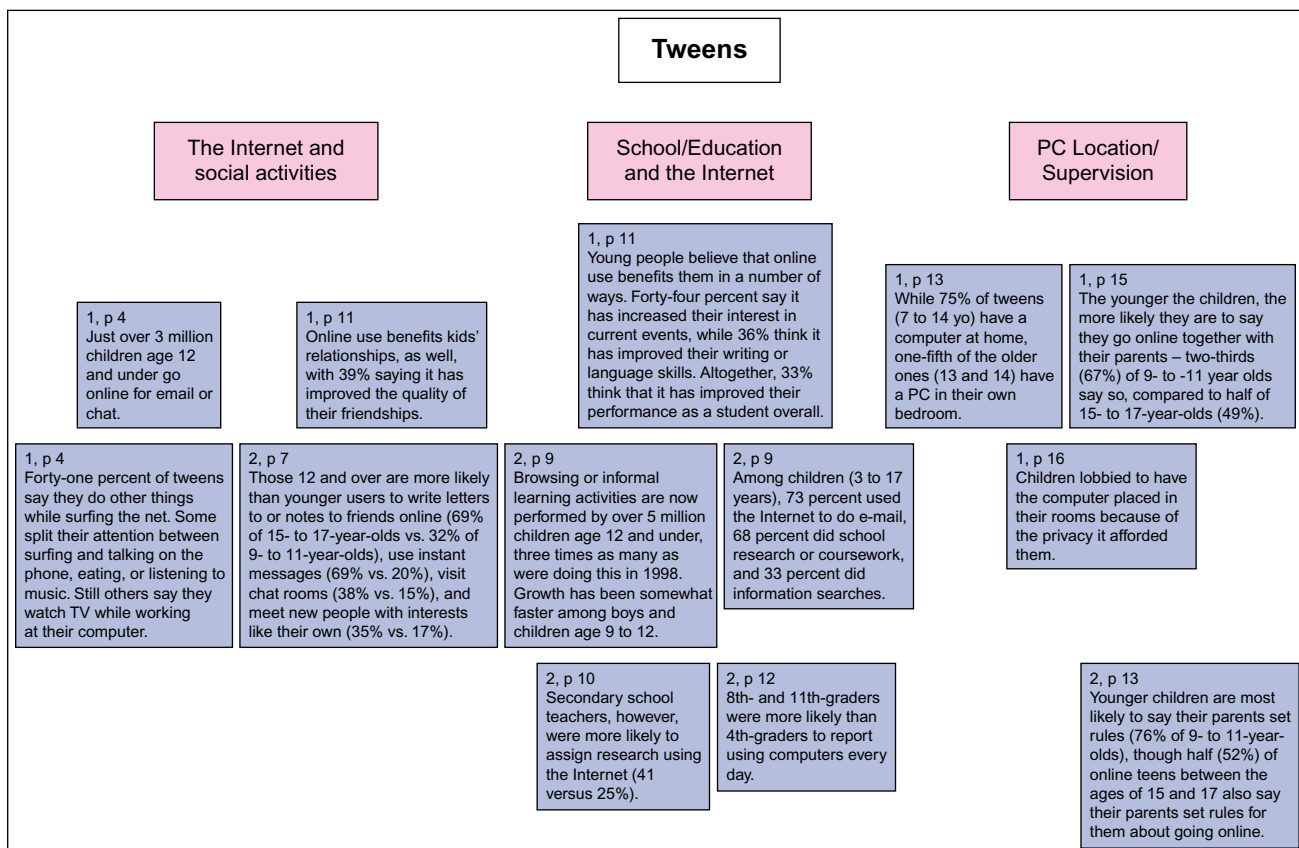 Tweens
The Internet and
social activities
School/Education
and the Internet
PC Location/
Supervision
1, p 4
Just over 3 million
children age 12
and under go
online for email or
chat.
1, p 11
Online use benefits kids’
relationships, as well,
with 39% saying it has
improved the quality of
their friendships.
1, p 4
Forty-one percent of tweens
say they do other things
while surfing the net. Some
split their attention between
surfing and talking on the
phone, eating, or listening to
music. Still others say they
watch TV while working
at their computer.
2, p 7
Those 12 and over are more likely
than younger users to write letters
to or notes to friends online (69%
of 15- to 17-year-olds vs. 32% of
9- to 11-year-olds), use instant
messages (69% vs. 20%), visit
chat rooms (38% vs. 15%), and
meet new people with interests
like their own (35% vs. 17%).
1, p 11
Young people believe that online
use benefits them in a number of
ways. Forty-four percent say it
has increased their interest in
current events, while 36% think it
has improved their writing or
language skills. Altogether, 33%
think that it has improved their
performance as a student overall.
2, p 9
Browsing or informal
learning activities are now
performed by over 5 million
children age 12 and under,
three times as many as
were doing this in 1998.
Growth has been somewhat
faster among boys and
children age 9 to 12.
2, p 9
Among children (3 to 17
years), 73 percent used
the Internet to do e-mail,
68 percent did school
research or coursework,
and 33 percent did
information searches.
2, p 10
Secondary school
teachers, however,
were more likely to
assign research using
the Internet (41
versus 25%).
2, p 12
8th- and 11th-graders
were more likely than
4th-graders to report
using computers every
day.
1, p 13
While 75% of tweens
(7 to 14 yo) have a
computer at home,
one-fifth of the older
ones (13 and 14) have
a PC in their own
bedroom.
1, p 15
The younger the children, the
more likely they are to say
they go online together with
their parents – two-thirds
(67%) of 9- to -11 year olds
say so, compared to half of
15- to 17-year-olds (49%).
1, p 16
Children lobbied to have
the computer placed in
their rooms because of
the privacy it afforded
them.
2, p 13
Younger children are most
likely to say their parents set
rules (76% of 9- to 11-year-
olds), though half (52%) of
online teens between the
ages of 15 and 17 also say
their parents set rules for
them about going online.